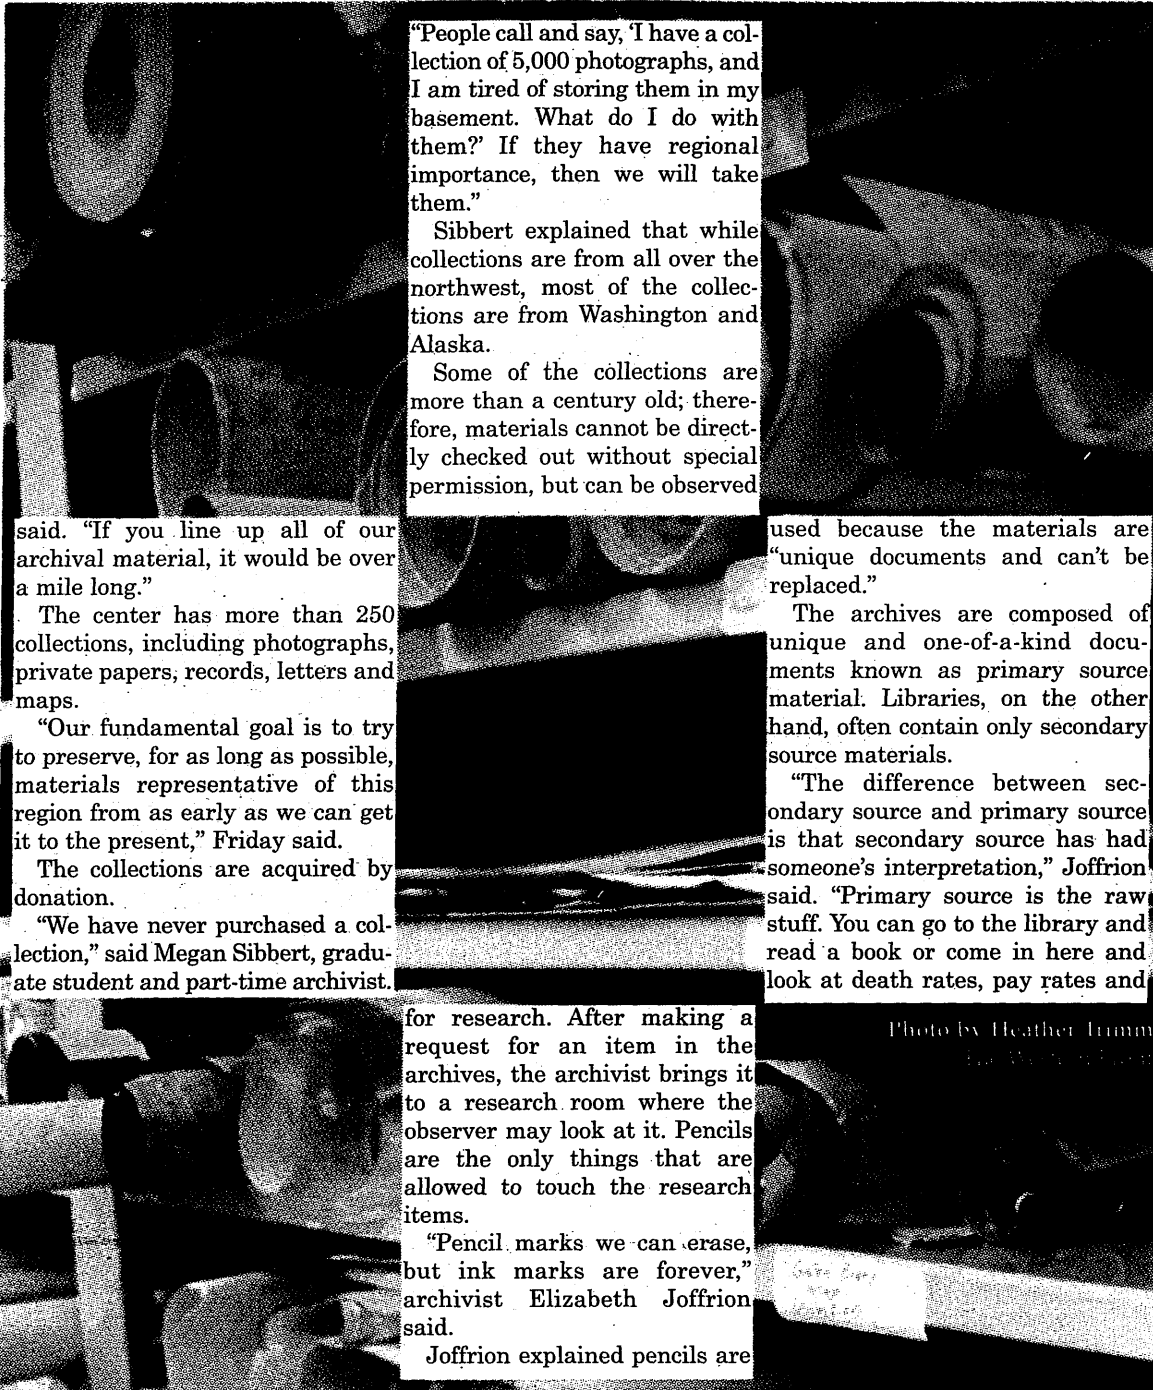 said. “If you line up all of our
archival material, it would be over
a mile long.”
The center has more than 250
collections, including photographs,
private papers, records, letters and
maps.
“Our fundamental goal is to try
to preserve, for as long as possible,
materials representative of this
region from as early as we can get
it to the present,” Friday said.
The collections are acquired by
donation.
“We have never purchased a col-
lection,” said Megan Sibbert, gradu-
ate student and part-time archivist.
“People call and say, ‘I have a col-
lection of 5,000 photographs, and
I am tired of storing them in my
basement. What do I do with
them?’ If they have regional
importance, then we will take
them.”
Sibbert explained that while
collections are from all over the
northwest, most of the collec-
tions are from Washington and
Alaska.
Some of the collections are
more than a century old; there-
fore, materials cannot be direct-
ly checked out without special
permission, but can be observed
for research. After making a
request for an item in the
archives, the archivist brings it
to a research room where the
observer may look at it. Pencils
are the only things that are
allowed to touch the research
items.
“Pencil marks we can erase,
but ink marks are forever,”
archivist Elizabeth Joffrion
said.
Joffrion explained pencils are
used because the materials are
“unique documents and can’t be
replaced.”
The archives are composed of
unique and one-of-a-kind docu-
ments known as primary source
material. Libraries, on the other
hand, often contain only secondary
source materials.
“The difference between sec-
ondary source and primary source
is that secondary source has had
someone’s interpretation,” Joffrion
said. “Primary source is the raw
stuff. You can go to the library and
read a book or come in here and
look at death rates, pay rates and
Photo by Heather Trimm